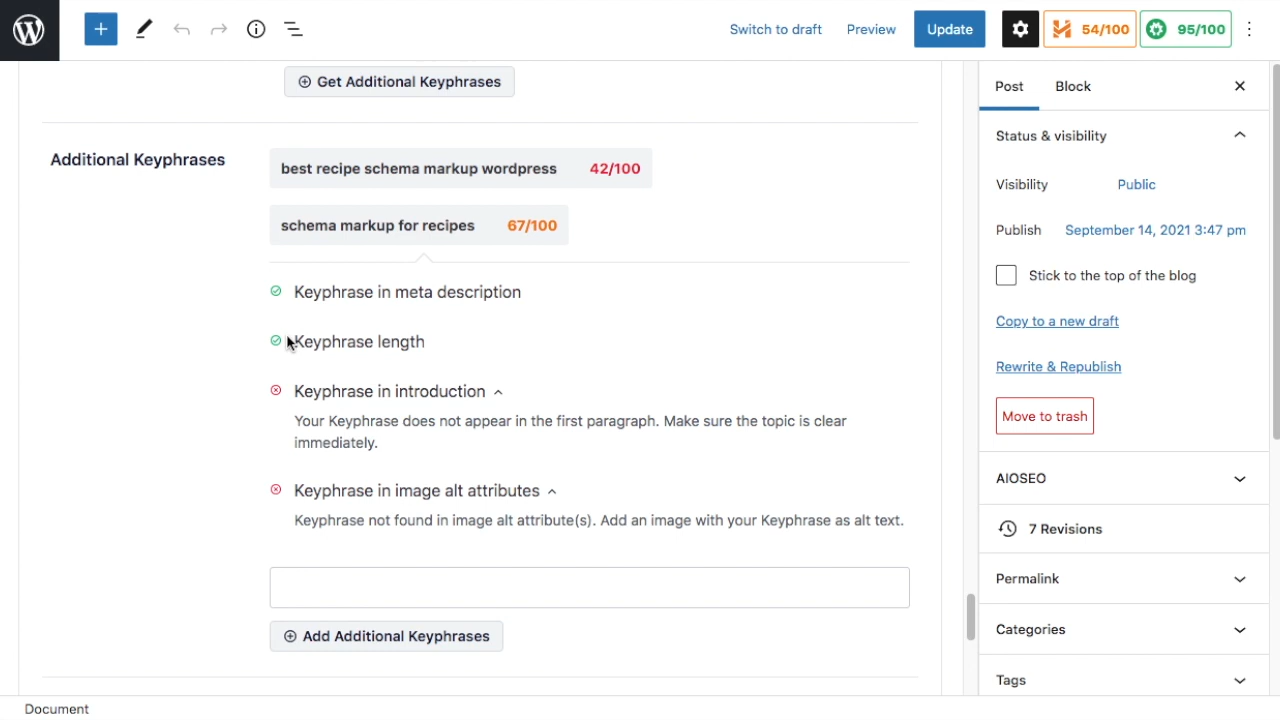 Switch to draft
Preview
Update
54/100
95/100
Get Additional Keyphrases
Additional Keyphrases
best recipe schema markup wordpress 42/100
schema markup for recipes 67/100
Keyphrase in meta description
Keyphrase length
Keyphrase in introduction
Your Keyphrase does not appear in the first paragraph. Make sure the topic is clear
immediately.
Keyphrase in image alt attributes
Keyphrase not found in image alt attribute(s). Add an image with your Keyphrase as alt text.
Add Additional Keyphrases
Document
Post
Block
Status & visibility
Visibility
Public
Publish
September 14, 2021 3:47 pm
Stick to the top of the blog
Copy to a new draft
Rewrite & Republish
Move to trash
AIOSEO
7 Revisions
Permalink
Categories
Tags